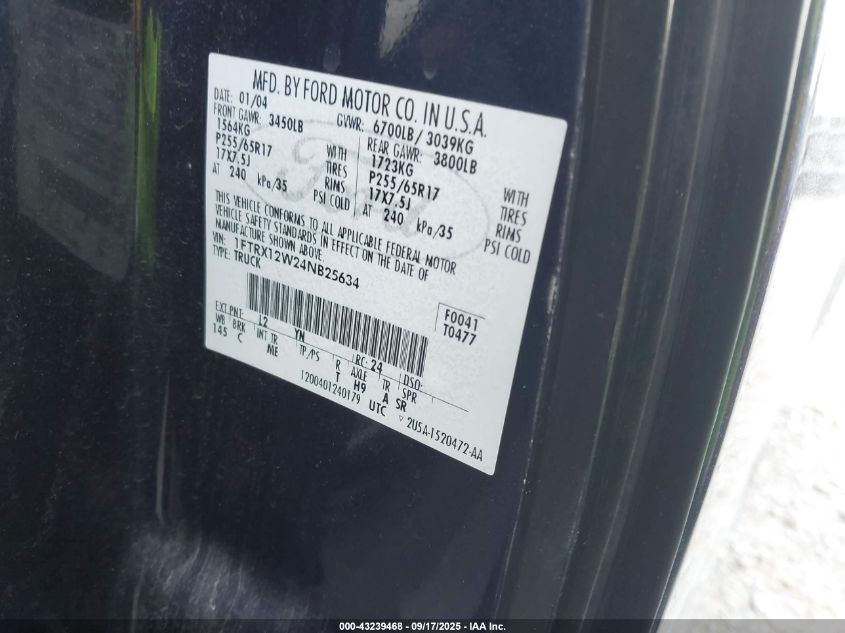 MFD. BY FORD MOTOR CO. IN U.S.A.
DATE: 01/04 GVWR: 6700LB/ 3039KG
FRONT GAWR: 3450LB REAR GAWR: 3800LB
1564KG WITH 1723KG WITH
P255/65R17 TIRES P255/65R17 TIRES
17X7.5J RIMS 17X7.5J RIMS
AT 240 kPa/35 PSI COLD AT 240 kPa/35 PSI COLD
THIS VEHICLE CONFORMS TO ALL APPLICABLE FEDERAL MOTOR
VEHICLE SAFETY STANDARDS IN EFFECT ON THE DATE OF
MANUFACTURE SHOWN ABOVE.
VIN: 1FTRX12W24NB25634
TYPE: TRUCK
F0041
T0477
EXT PNT: L2 YN RC: 24 DSO:
WB BRK INT TR TP/PS R AXLE TR SPR
145 C ME T H9 A SR
1200401240179 UTC
2U5A-1520472-AA
Ford
000-43239468 - 09/17/2025 - IAA Inc.